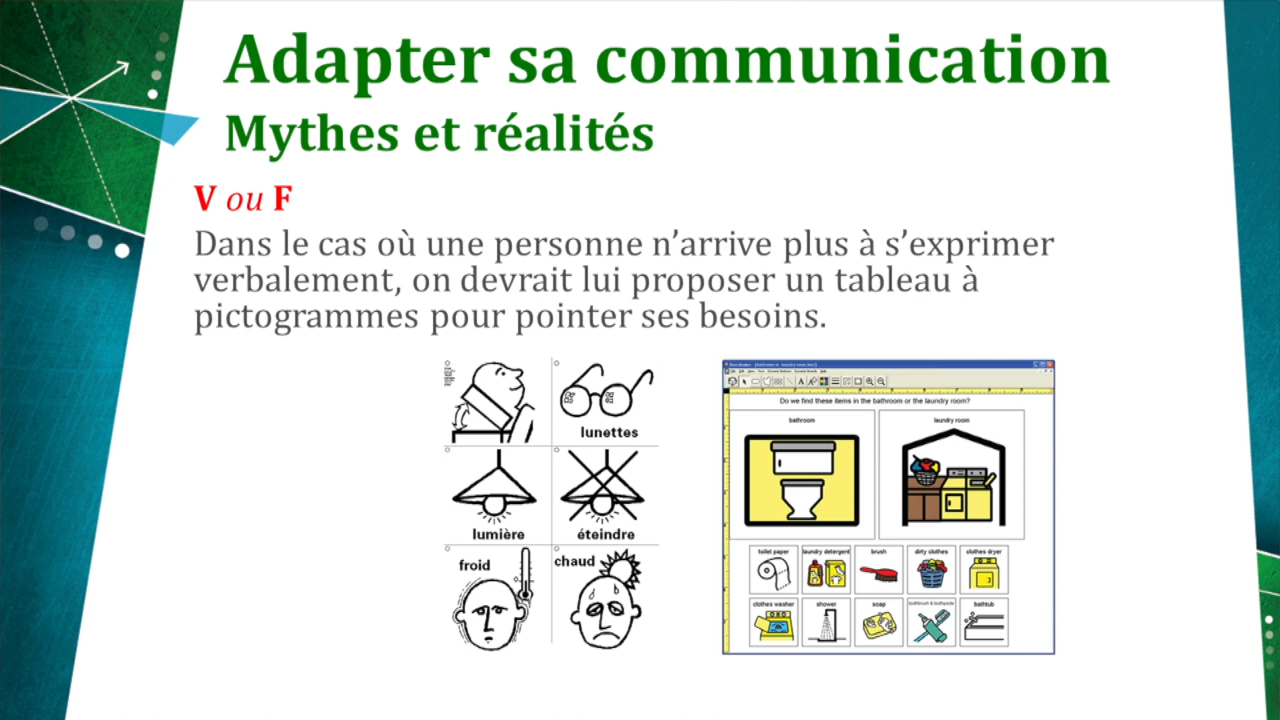 Adapter sa communication
Mythes et réalités
V ou F
Dans le cas où une personne n’arrive plus à s’exprimer
verbalement, on devrait lui proposer un tableau à
pictogrammes pour pointer ses besoins.
lunettes
lumière
éteindre
froid
chaud
Do we find these items in the bathroom or the laundry room?
bathroom
laundry room
toilet paper
laundry detergent
brush
dirty clothes
clothes dryer
clothes washer
shower
soap
toothbrush & toothpaste
bathtub